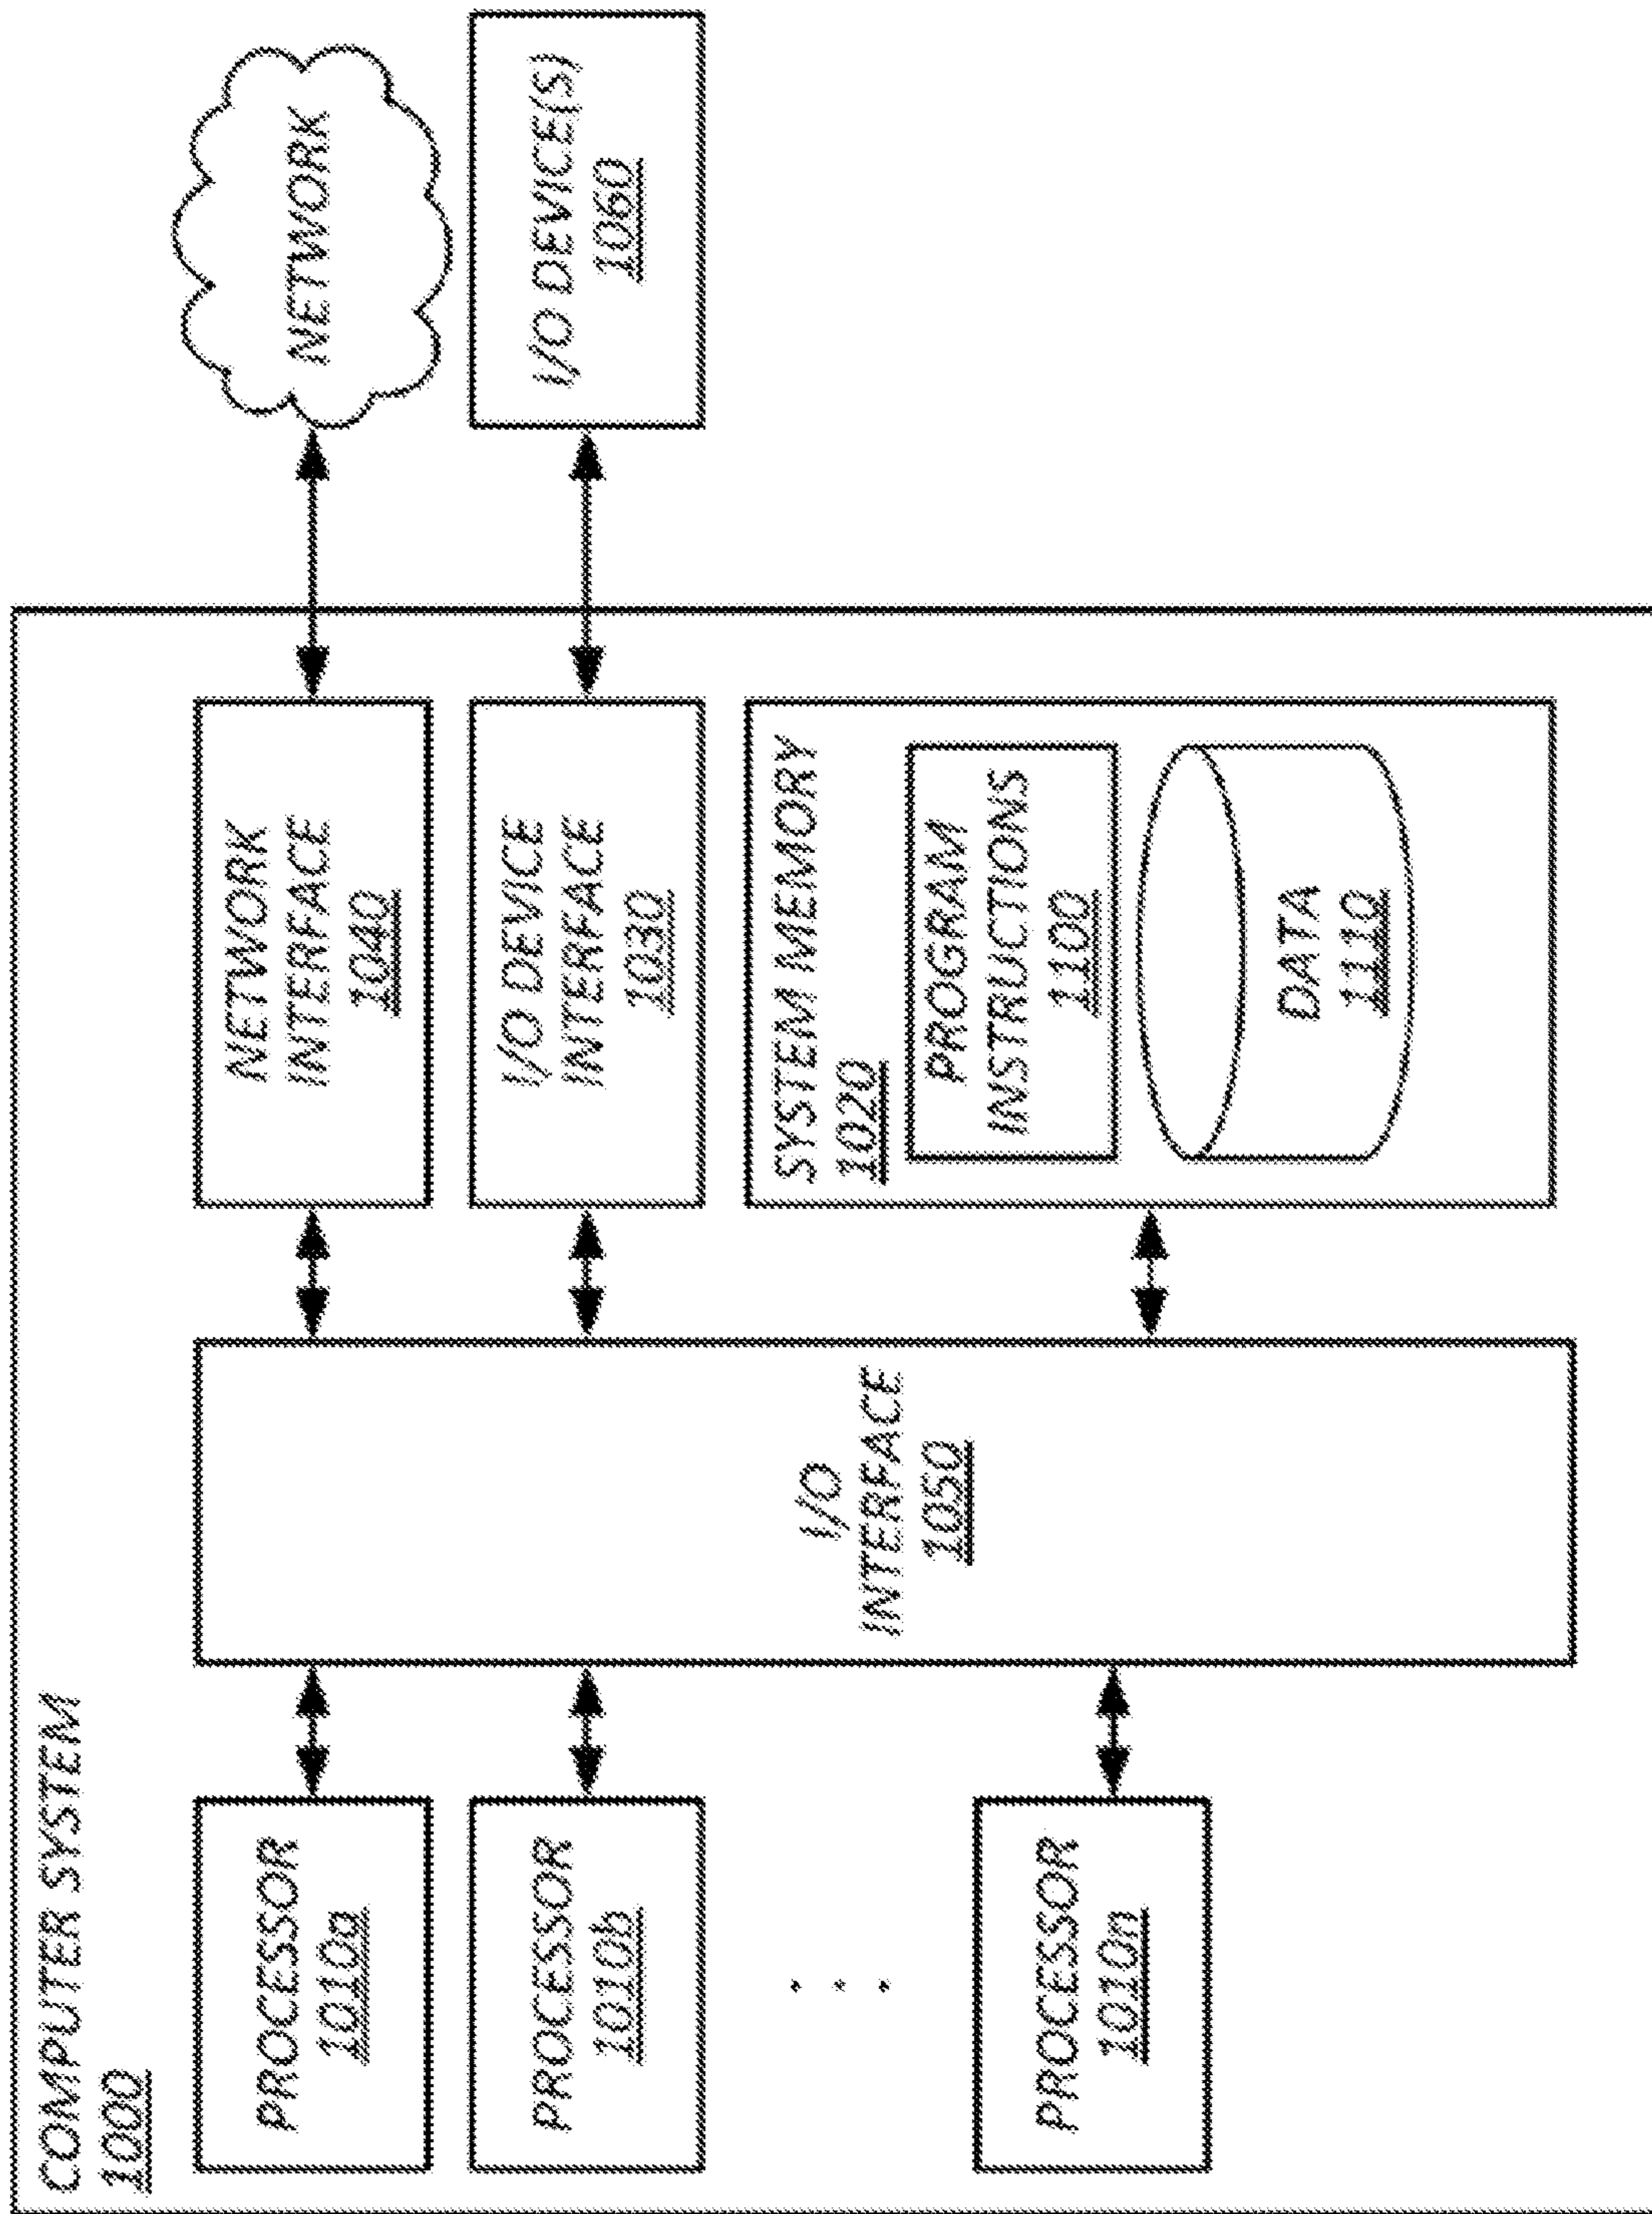 COMPUTER SYSTEM
1000
PROCESSOR
1010a
PROCESSOR
1010b
. . .
PROCESSOR
1010n
I/O
INTERFACE
1050
NETWORK
INTERFACE
1040
I/O DEVICE
INTERFACE
1030
SYSTEM MEMORY
1020
PROGRAM
INSTRUCTIONS
1100
DATA
1110
NETWORK
I/O DEVICE(S)
1060